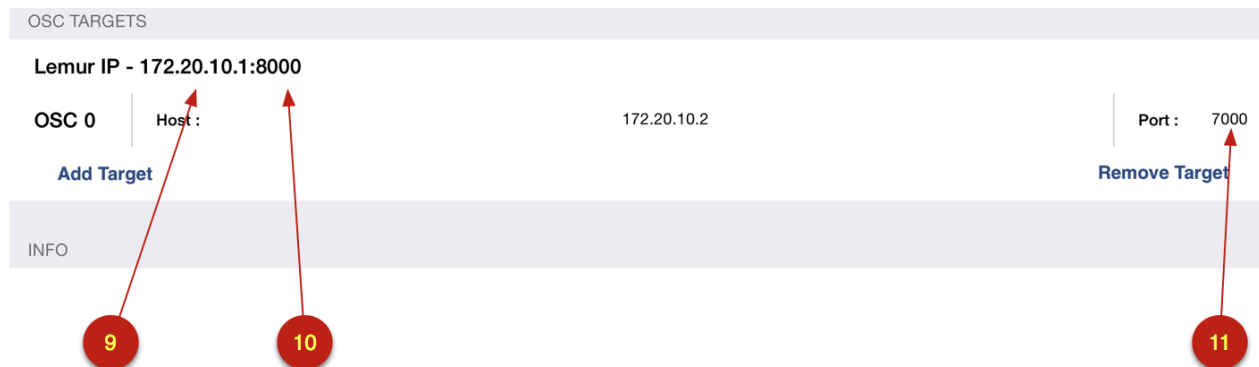 OSC TARGETS
Lemur IP - 172.20.10.1:8000
OSC 0 Host : 172.20.10.2 Port : 7000
Add Target Remove Target
INFO
9 10 11